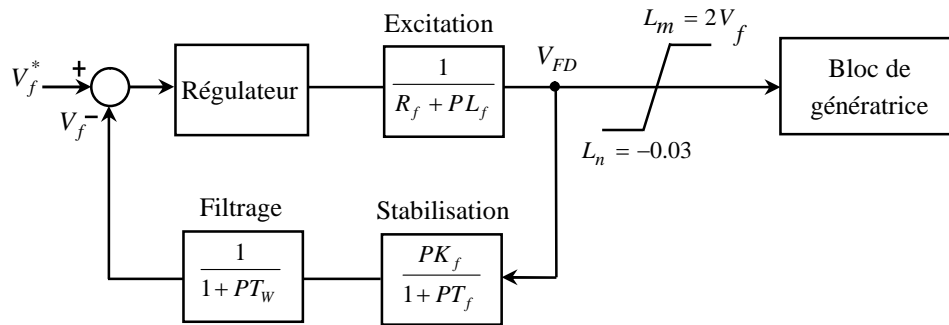 Excitation
L_m = 2V_f
V_f^*
+
Régulateur
1
R_f + PL_f
V_FD
Bloc de
génératrice
V_f
−
L_n = −0.03
Filtrage
Stabilisation
1
1 + PT_W
PK_f
1 + PT_f